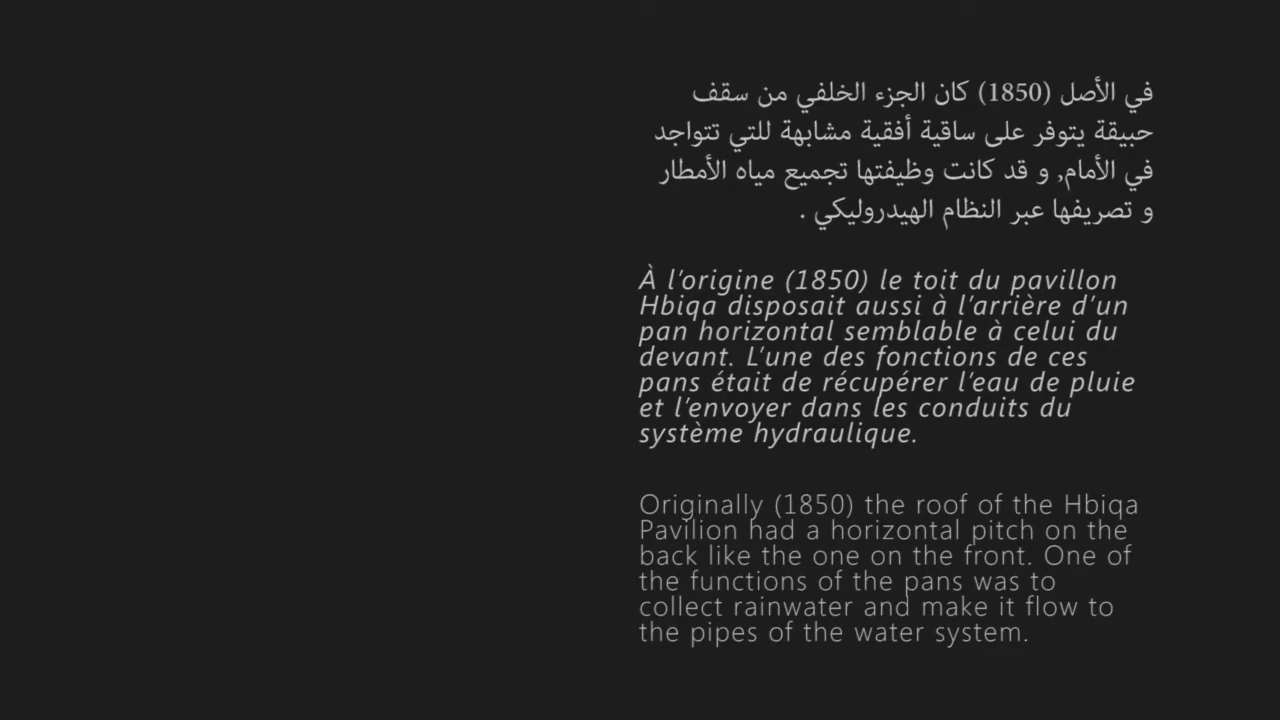 في الأصل (1850) كان الجزء الخلفي من سقف
حبيقة يتوفر على ساقية أفقية مشابهة للتي تتواجد
في الأمام, و قد كانت وظيفتها تجميع مياه الأمطار
و تصريفها عبر النظام الهيدروليكي .
À l'origine (1850) le toit du pavillon
Hbiqa disposait aussi à l'arrière d'un
pan horizontal semblable à celui du
devant. L'une des fonctions de ces
pans était de récupérer l'eau de pluie
et l'envoyer dans les conduits du
système hydraulique.
Originally (1850) the roof of the Hbiqa
Pavilion had a horizontal pitch on the
back like the one on the front. One of
the functions of the pans was to
collect rainwater and make it flow to
the pipes of the water system.